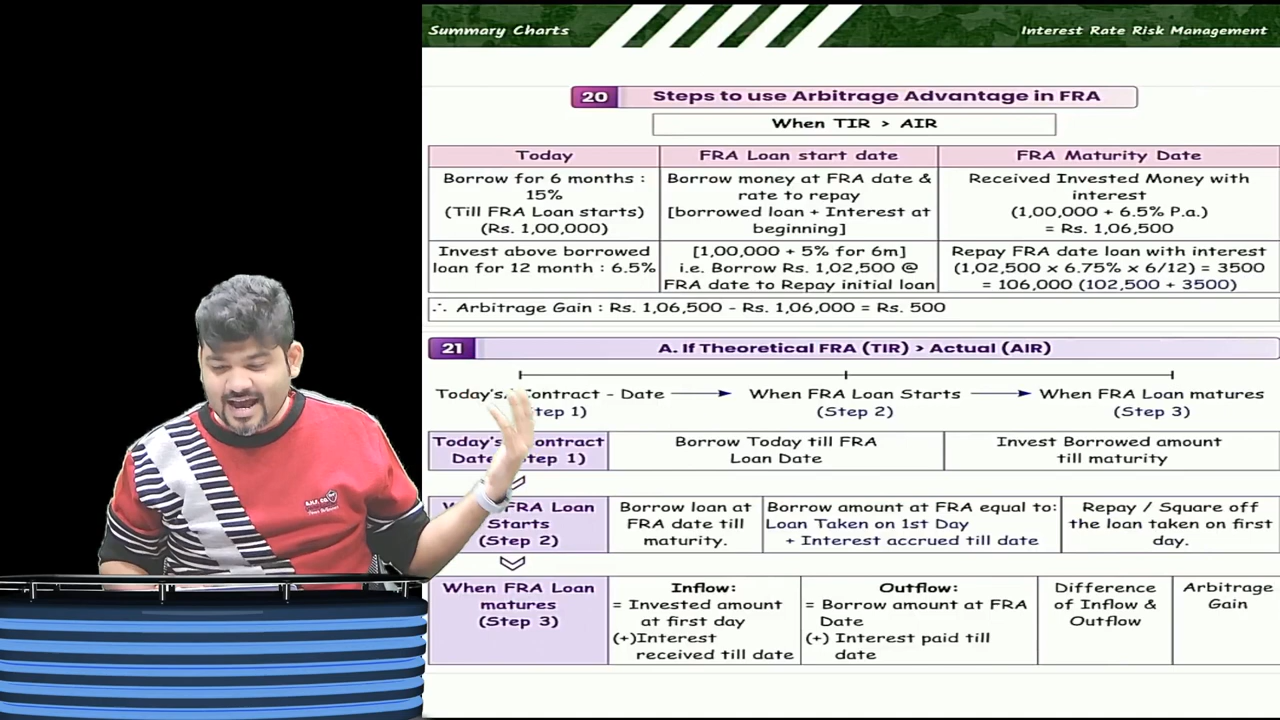 Summary Charts
Interest Rate Risk Management
20 Steps to use Arbitrage Advantage in FRA
When TIR > AIR
Today
FRA Loan start date
FRA Maturity Date
Borrow for 6 months :
15%
(Till FRA Loan starts)
(Rs. 1,00,000)
Borrow money at FRA date &
rate to repay
[borrowed loan + Interest at
beginning]
Received Invested Money with
interest
(1,00,000 + 6.5% P.a.)
= Rs. 1,06,500
Invest above borrowed
loan for 12 month : 6.5%
[1,00,000 + 5% for 6m]
i.e. Borrow Rs. 1,02,500 @
FRA date to Repay initial loan
Repay FRA date loan with interest
(1,02,500 x 6.75% x 6/12) = 3500
= 106,000 (102,500 + 3500)
∴ Arbitrage Gain : Rs. 1,06,500 - Rs. 1,06,000 = Rs. 500
21 A. If Theoretical FRA (TIR) > Actual (AIR)
Today's Contract - Date
1)
When FRA Loan Starts
(Step 2)
When FRA Loan matures
(Step 3)
Today's
Date 1)
Borrow Today till FRA
Loan Date
Invest Borrowed amount
till maturity
FRA Loan
Starts
(Step 2)
Borrow loan at
FRA date till
maturity.
Borrow amount at FRA equal to:
Loan Taken on 1st Day
+ Interest accrued till date
Repay / Square off
the loan taken on first
day.
When FRA Loan
matures
(Step 3)
Inflow:
= Invested amount
at first day
(+)Interest
received till date
Outflow:
= Borrow amount at FRA
Date
(+) Interest paid till
date
Difference
of Inflow &
Outflow
Arbitrage
Gain